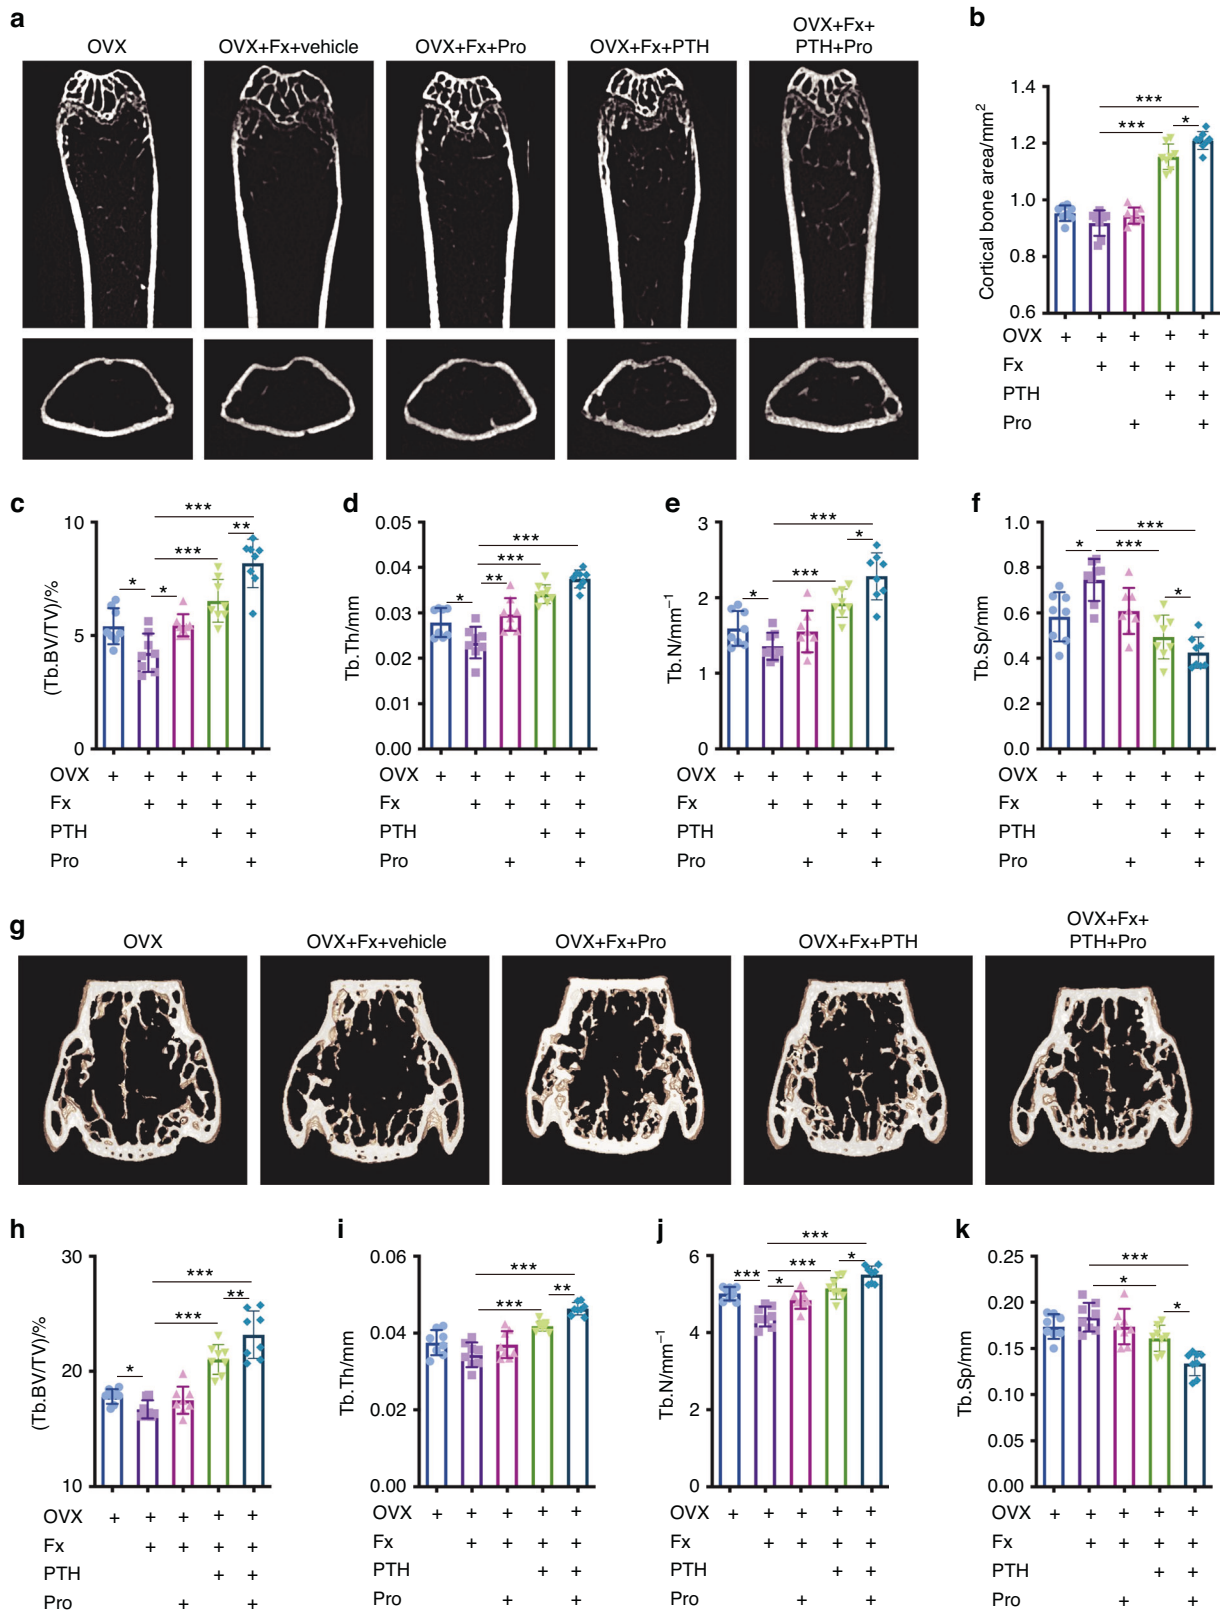 a
OVX
OVX+Fx+vehicle
OVX+Fx+Pro
OVX+Fx+PTH
OVX+Fx+
PTH+Pro
b
Cortical bone area/mm²
1.4
1.2
1.0
0.8
0.6
***
***
*
OVX + + + + +
Fx + + + +
PTH + +
Pro + +
c
(Tb.BV/TV)/%
10
5
0
***
**
***
*
*
OVX + + + + +
Fx + + + +
PTH + +
Pro + +
d
Tb.Th/mm
0.05
0.04
0.03
0.02
0.01
0.00
***
***
**
*
OVX + + + + +
Fx + + + +
PTH + +
Pro + +
e
Tb.N/mm⁻¹
3
2
1
0
***
*
***
*
OVX + + + + +
Fx + + + +
PTH + +
Pro + +
f
Tb.Sp/mm
1.0
0.8
0.6
0.4
0.2
0.0
***
* ***
*
OVX + + + + +
Fx + + + +
PTH + +
Pro + +
g
OVX
OVX+Fx+vehicle
OVX+Fx+Pro
OVX+Fx+PTH
OVX+Fx+
PTH+Pro
h
(Tb.BV/TV)/%
30
20
10
***
**
***
*
OVX + + + + +
Fx + + + +
PTH + +
Pro + +
i
Tb.Th/mm
0.06
0.04
0.02
0.00
***
**
***
OVX + + + + +
Fx + + + +
PTH + +
Pro + +
j
Tb.N/mm⁻¹
6
4
2
0
***
*
***
*** *
OVX + + + + +
Fx + + + +
PTH + +
Pro + +
k
Tb.Sp/mm
0.25
0.20
0.15
0.10
0.05
0.00
***
*
*
OVX + + + + +
Fx + + + +
PTH + +
Pro + +